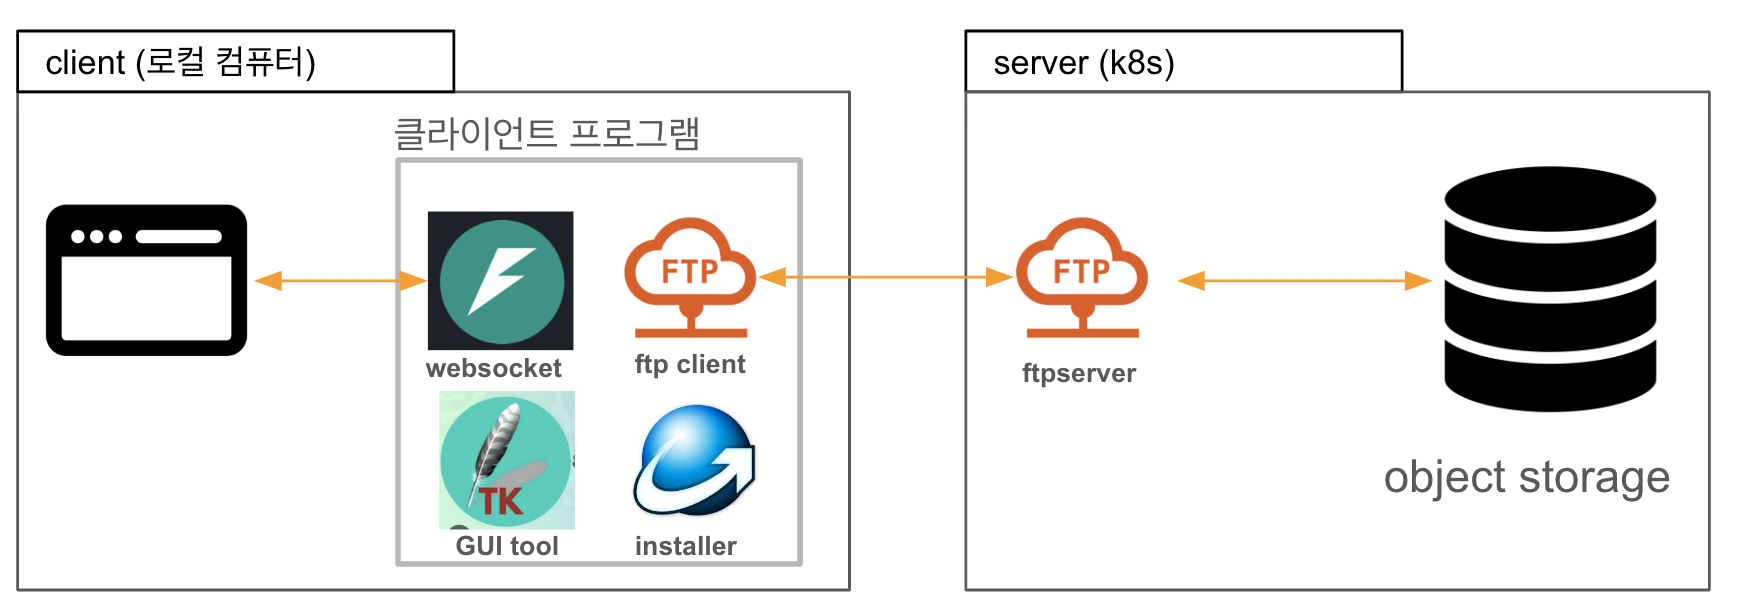 client (로컬 컴퓨터)
클라이언트 프로그램
websocket
FTP
ftp client
TK
GUI tool
installer
server (k8s)
FTP
ftpserver
object storage